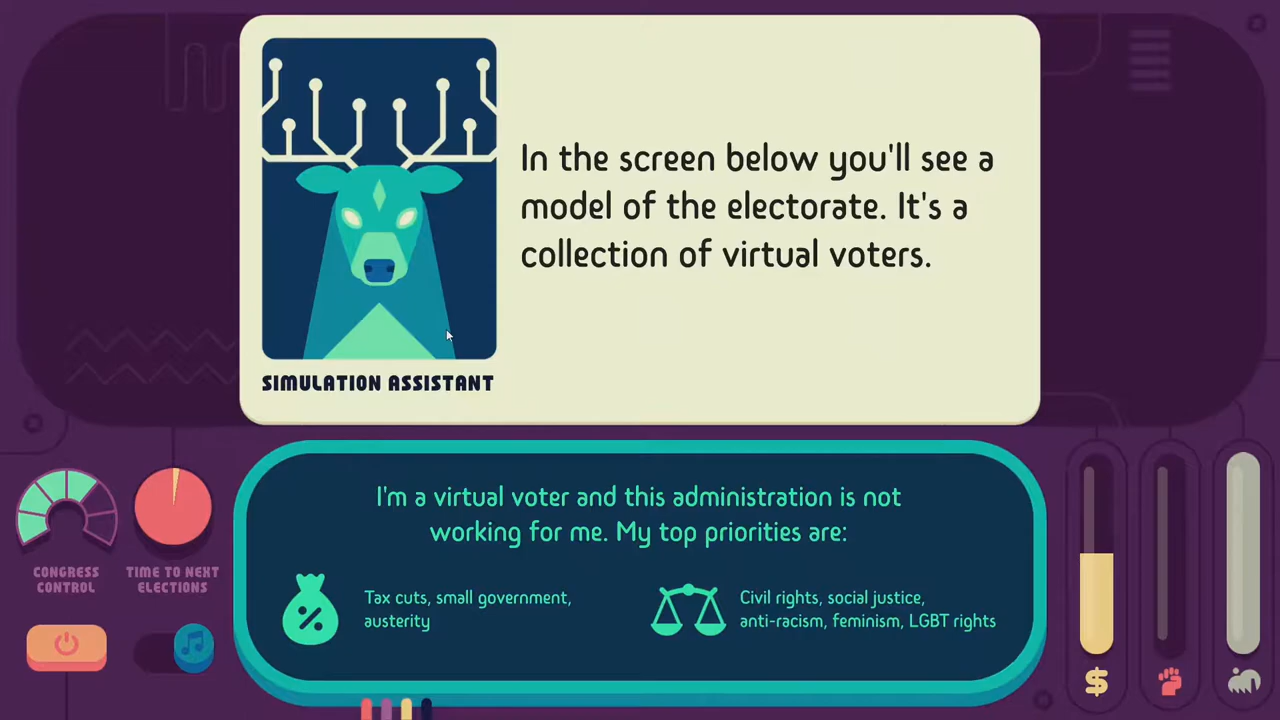 In the screen below you'll see a
model of the electorate. It's a
collection of virtual voters.
SIMULATION ASSISTANT
I'm a virtual voter and this administration is not
working for me. My top priorities are:
Tax cuts, small government,
austerity
Civil rights, social justice,
anti-racism, feminism, LGBT rights
CONGRESS
CONTROL
TIME TO NEXT
ELECTIONS
%
$